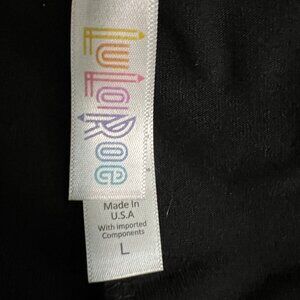 LuLaRoe
Made In
U.S.A
With Imported
Components
L